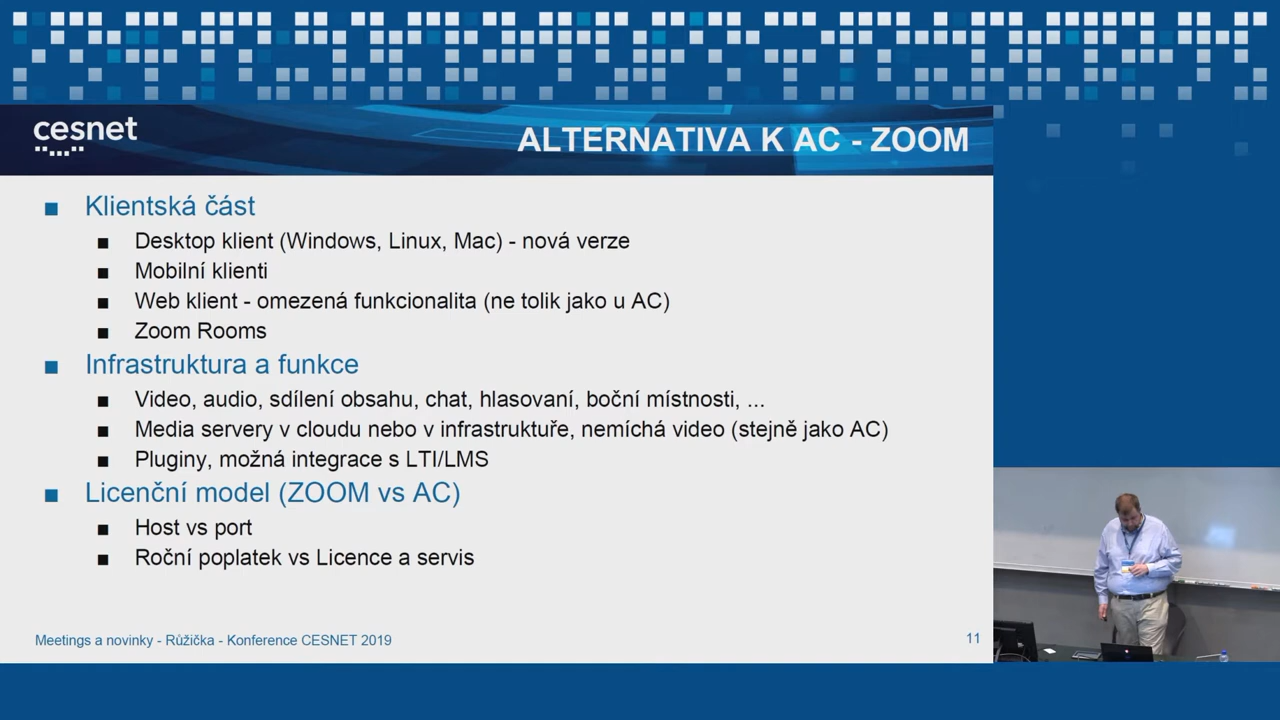 cesnet
ALTERNATIVA K AC - ZOOM
■ Klientská část
■ Desktop klient (Windows, Linux, Mac) - nová verze
■ Mobilní klienti
■ Web klient - omezená funkcionalita (ne tolik jako u AC)
■ Zoom Rooms
■ Infrastruktura a funkce
■ Video, audio, sdílení obsahu, chat, hlasovaní, boční místnosti, ...
■ Media servery v cloudu nebo v infrastruktuře, nemíchá video (stejně jako AC)
■ Pluginy, možná integrace s LTI/LMS
■ Licenční model (ZOOM vs AC)
■ Host vs port
■ Roční poplatek vs Licence a servis
Meetings a novinky - Růžička - Konference CESNET 2019
11